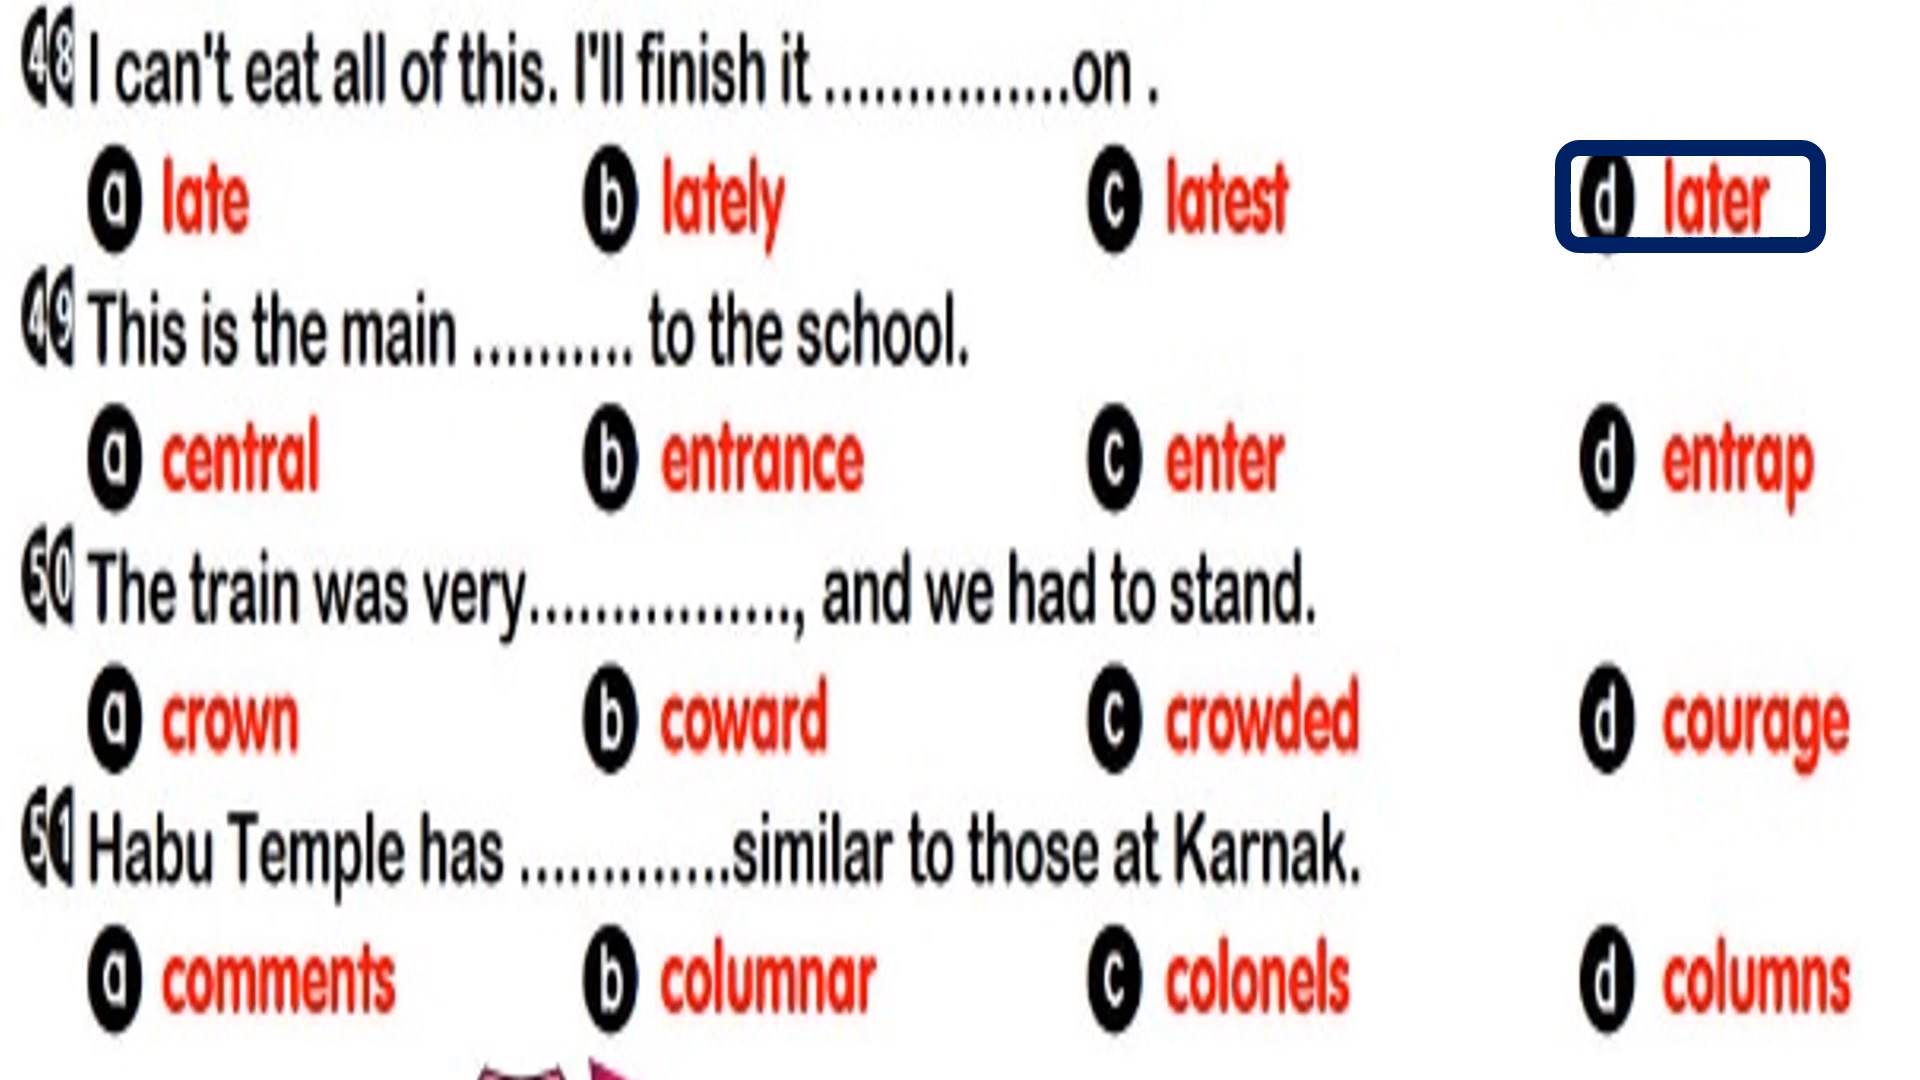 48 I can't eat all of this. I'll finish it ...............on .
a late b lately c latest d later
49 This is the main .......... to the school.
a central b entrance c enter d entrap
50 The train was very................, and we had to stand.
a crown b coward c crowded d courage
51 Habu Temple has .............similar to those at Karnak.
a comments b columnar c colonels d columns